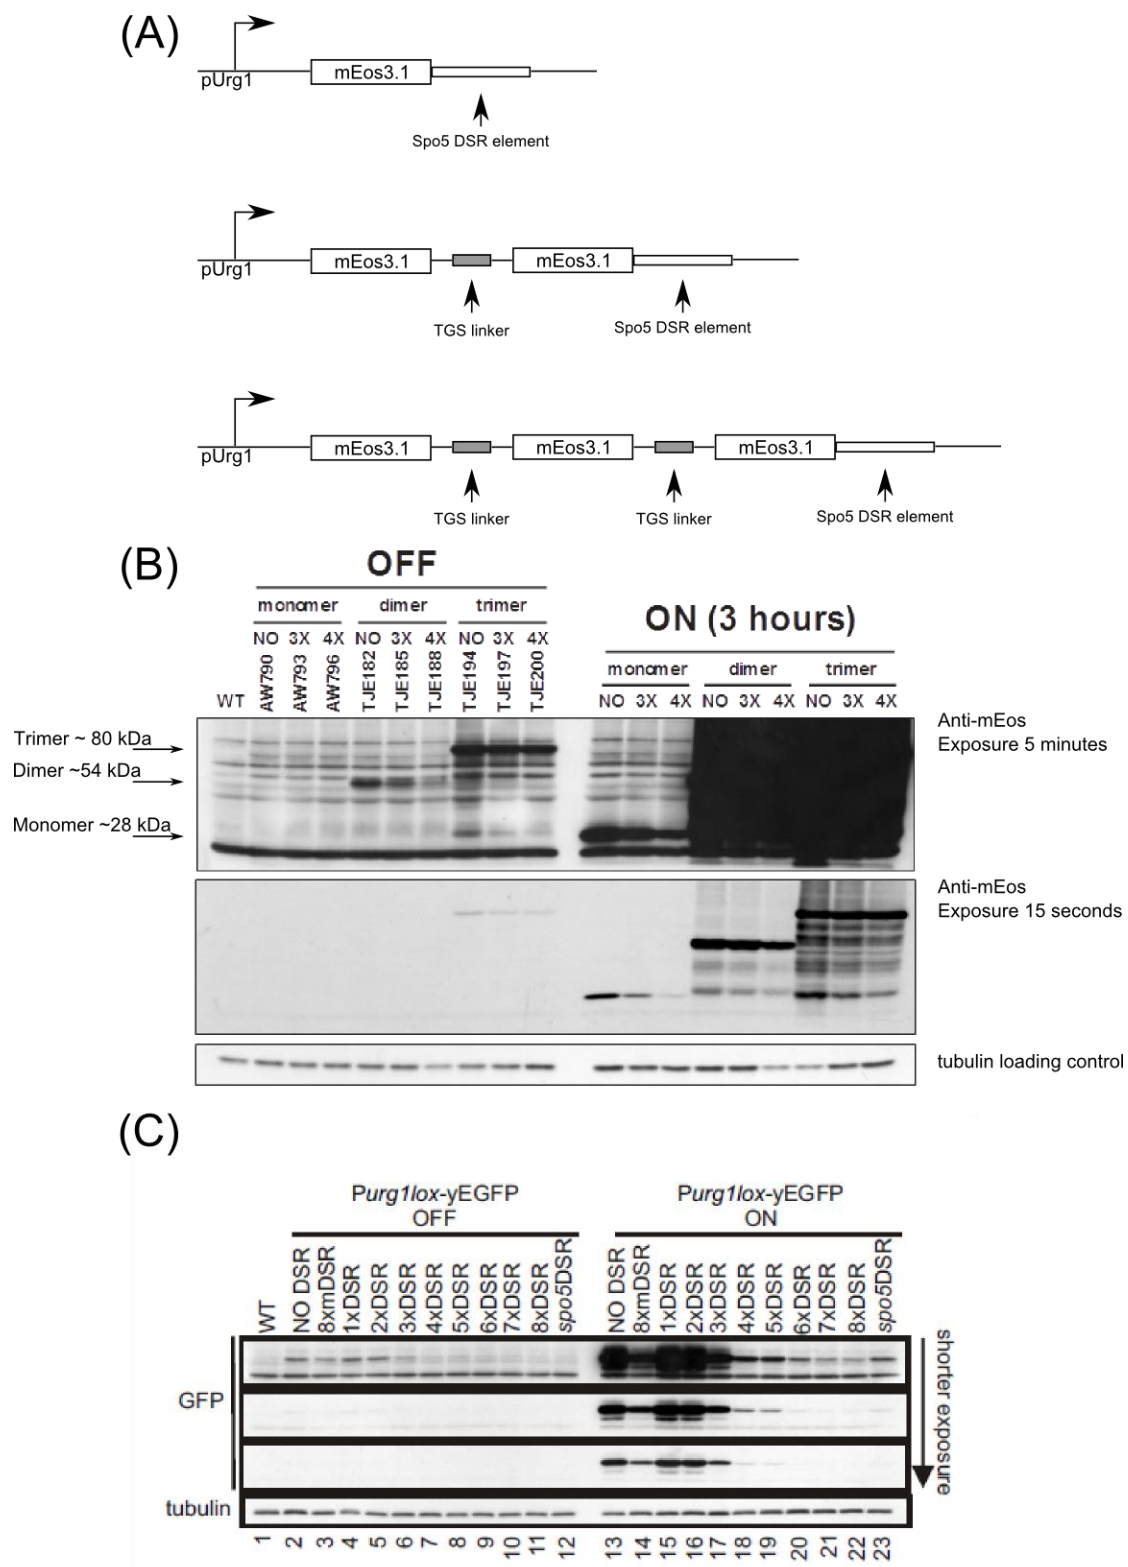 (A)
pUrg1
mEos3.1
Spo5 DSR element
pUrg1
mEos3.1
mEos3.1
TGS linker
Spo5 DSR element
pUrg1
mEos3.1
mEos3.1
mEos3.1
TGS linker
TGS linker
Spo5 DSR element
(B)
OFF
monomer dimer trimer
NO 3X 4X NO 3X 4X NO 3X 4X
WT AW790 AW793 AW796 TJE182 TJE185 TJE188 TJE194 TJE197 TJE200
ON (3 hours)
monomer dimer trimer
NO 3X 4X NO 3X 4X NO 3X 4X
Trimer ~ 80 kDa
Dimer ~54 kDa
Monomer ~28 kDa
Anti-mEos
Exposure 5 minutes
Anti-mEos
Exposure 15 seconds
tubulin loading control
(C)
Purg1lox-yEGFP
OFF
Purg1lox-yEGFP
ON
WT NO DSR 8xmDSR 1xDSR 2xDSR 3xDSR 4xDSR 5xDSR 6xDSR 7xDSR 8xDSR spo5DSR
NO DSR 8xmDSR 1xDSR 2xDSR 3xDSR 4xDSR 5xDSR 6xDSR 7xDSR 8xDSR spo5DSR
GFP
shorter exposure
tubulin
1 2 3 4 5 6 7 8 9 10 11 12 13 14 15 16 17 18 19 20 21 22 23